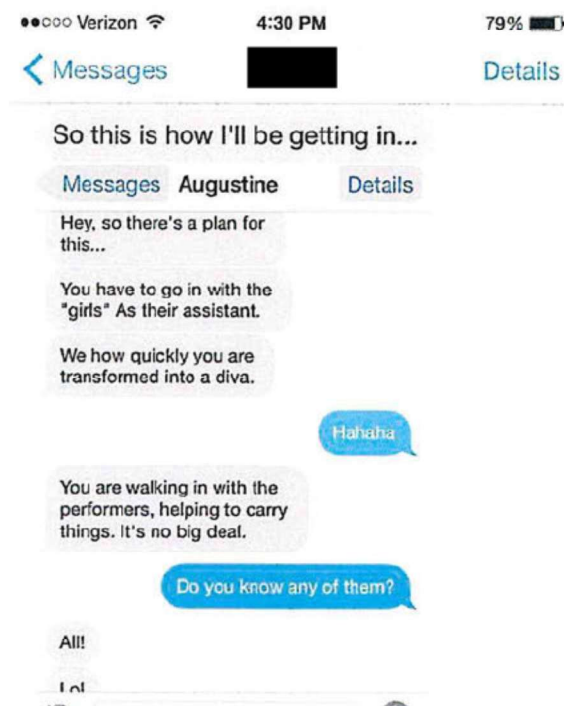 Verizon 4:30 PM 79%
Messages Details
So this is how I'll be getting in...
Messages Augustine Details
Hey, so there's a plan for
this...
You have to go in with the
"girls" As their assistant.
We how quickly you are
transformed into a diva.
Hahaha
You are walking in with the
performers, helping to carry
things. It's no big deal.
Do you know any of them?
All!
Lol